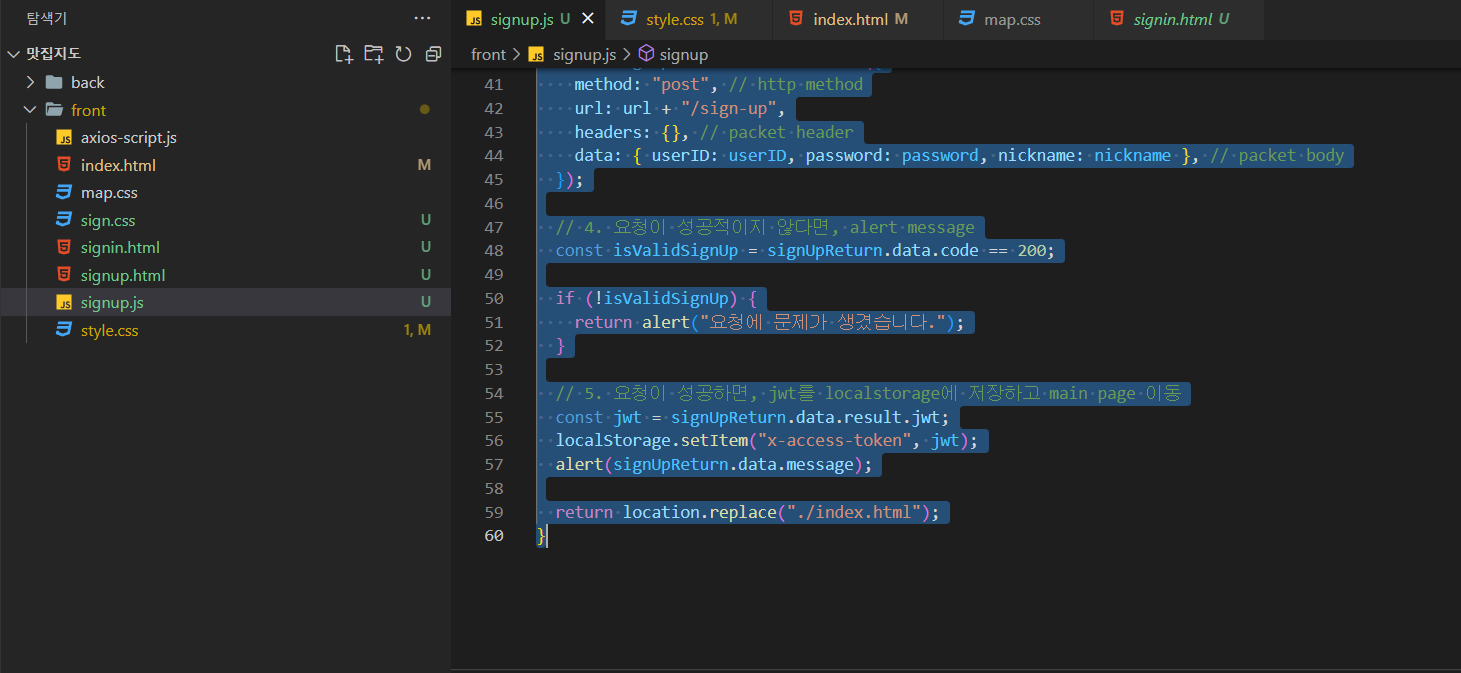 탐색기 ···
맛집지도
back
front
axios-script.js
index.html M
map.css
sign.css U
signin.html U
signup.html U
signup.js U
style.css 1, M
signup.js U style.css 1, M index.html M map.css signin.html U
front > signup.js > signup
41 method: "post", // http method
42 url: url + "/sign-up",
43 headers: {}, // packet header
44 data: { userID: userID, password: password, nickname: nickname }, // packet body
45 });
46
47 // 4. 요청이 성공적이지 않다면, alert message
48 const isValidSignUp = signUpReturn.data.code == 200;
49
50 if (!isValidSignUp) {
51 return alert("요청에 문제가 생겼습니다.");
52 }
53
54 // 5. 요청이 성공하면, jwt를 localstorage에 저장하고 main page 이동
55 const jwt = signUpReturn.data.result.jwt;
56 localStorage.setItem("x-access-token", jwt);
57 alert(signUpReturn.data.message);
58
59 return location.replace("./index.html");
60 }